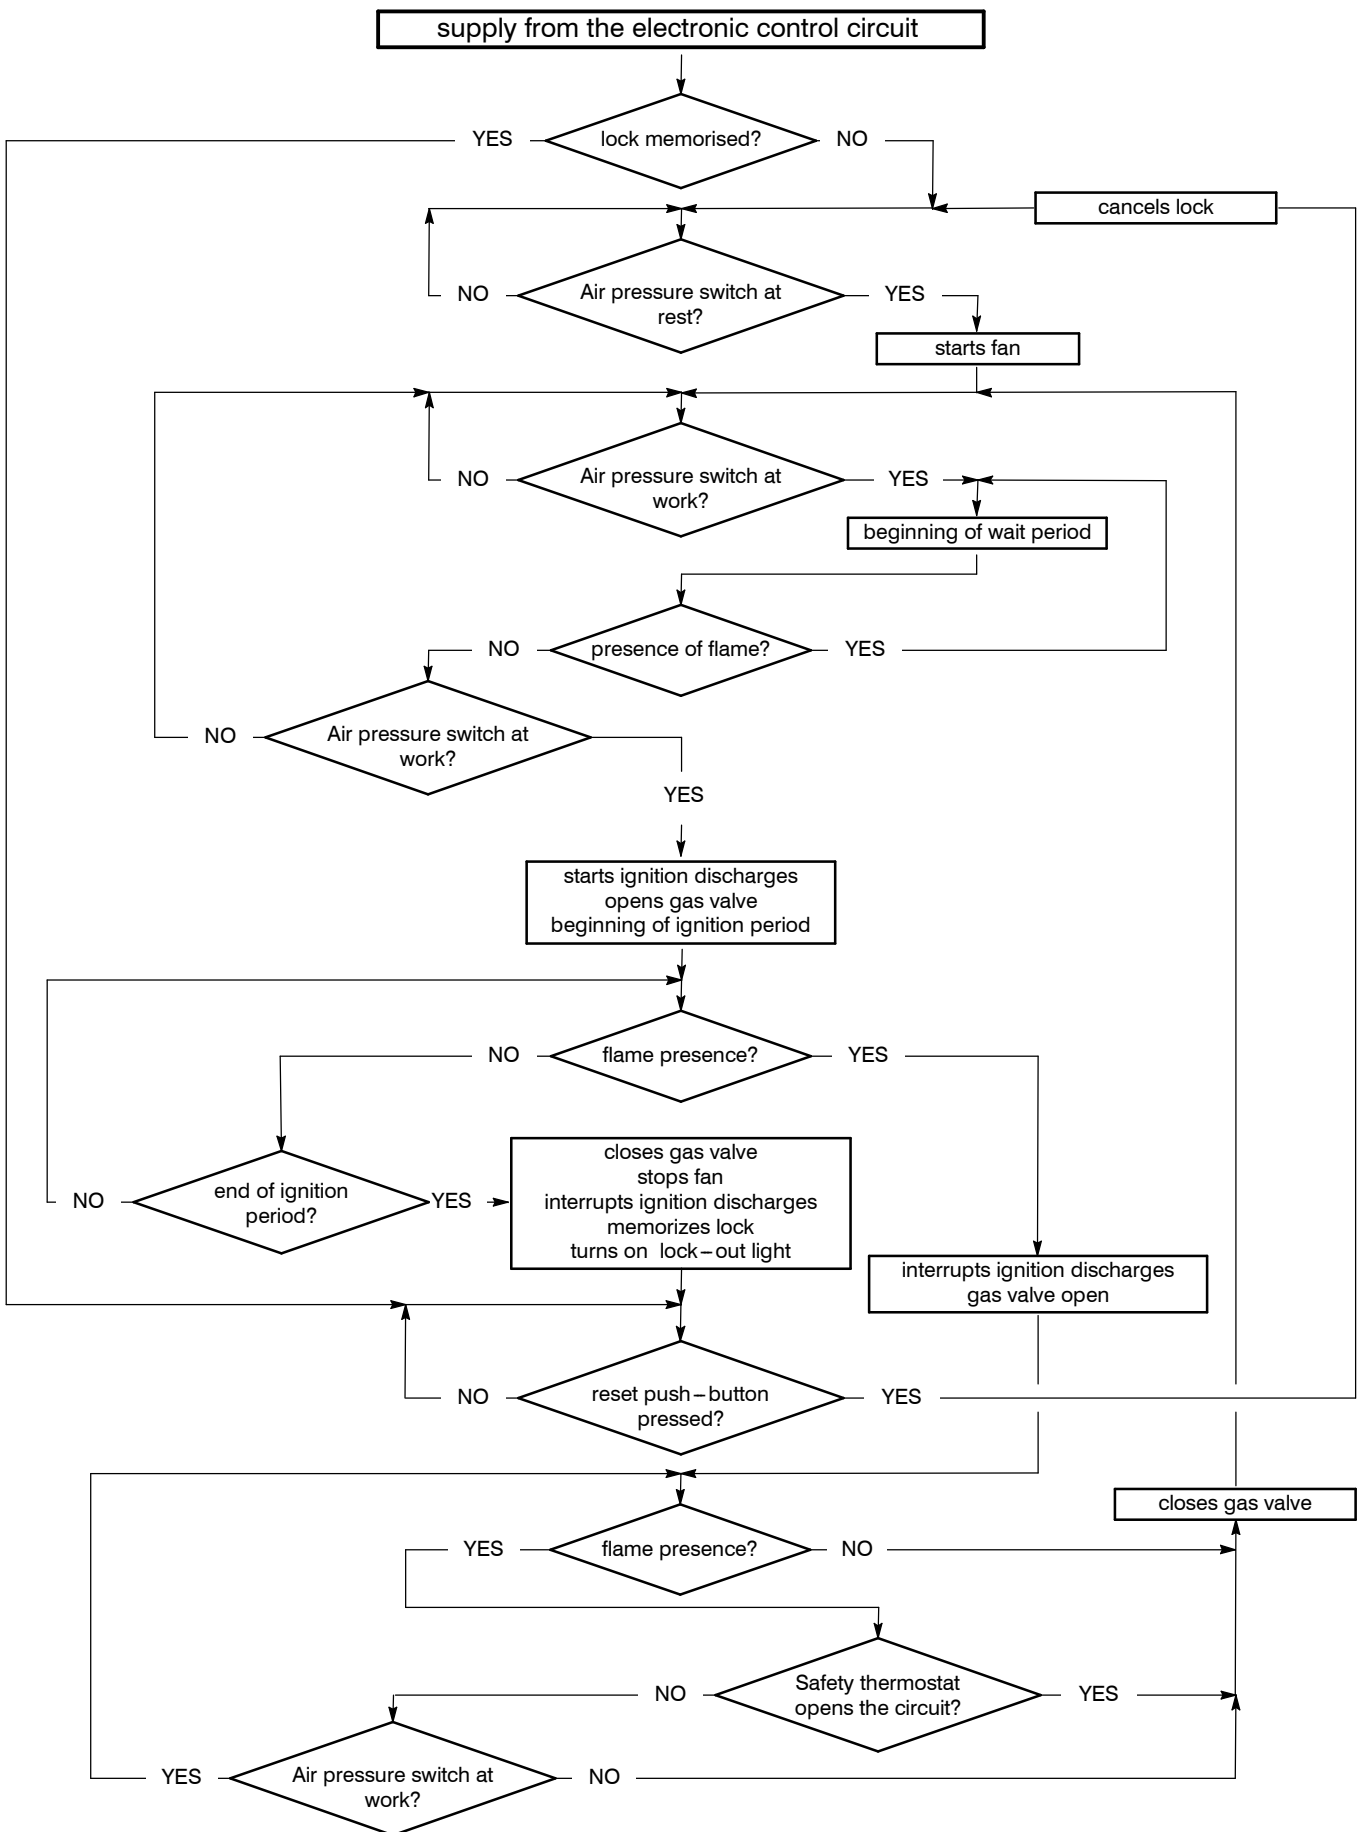 supply from the electronic control circuit
YES
lock memorised?
NO
cancels lock
NO
Air pressure switch at
rest?
YES
starts fan
NO
Air pressure switch at
work?
YES
beginning of wait period
NO
presence of flame?
YES
NO
Air pressure switch at
work?
YES
starts ignition discharges
opens gas valve
beginning of ignition period
NO
flame presence?
YES
NO
end of ignition
period?
YES
closes gas valve
stops fan
interrupts ignition discharges
memorizes lock
turns on lock-out light
interrupts ignition discharges
gas valve open
NO
reset push-button
pressed?
YES
closes gas valve
YES
flame presence?
NO
NO
Safety thermostat
opens the circuit?
YES
YES
Air pressure switch at
work?
NO